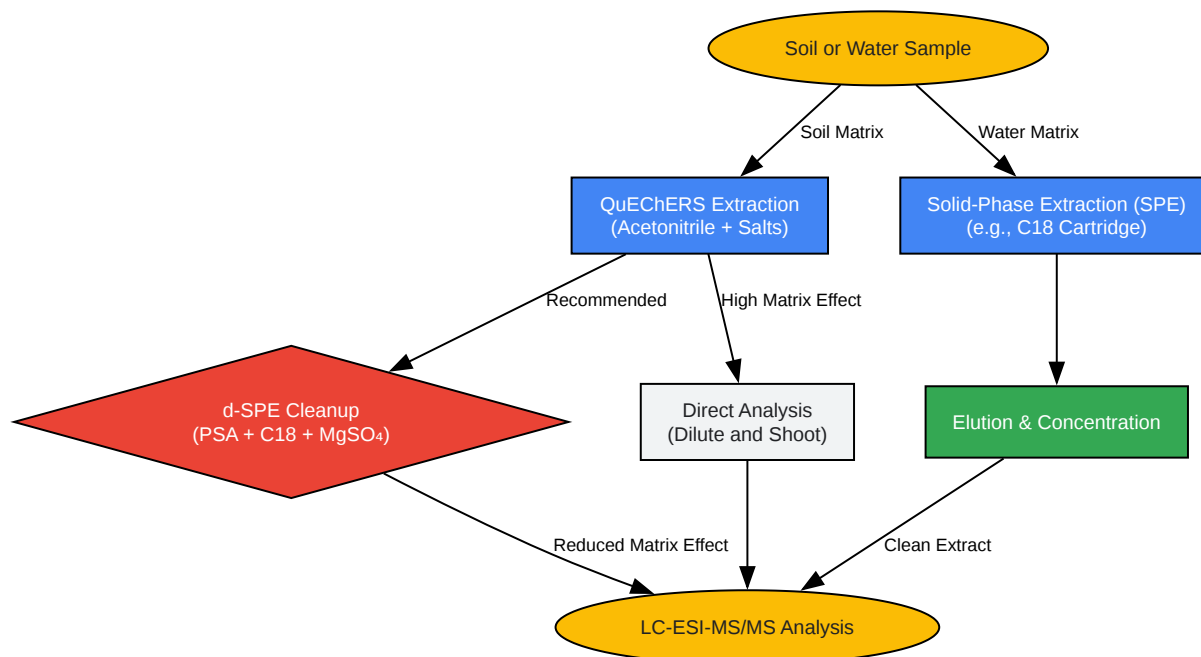 Soil or Water Sample
Soil Matrix
Water Matrix
QuEChERS Extraction
(Acetonitrile + Salts)
Solid-Phase Extraction (SPE)
(e.g., C18 Cartridge)
Recommended
High Matrix Effect
d-SPE Cleanup
(PSA + C18 + MgSO₄)
Direct Analysis
(Dilute and Shoot)
Elution & Concentration
Reduced Matrix Effect
Clean Extract
LC-ESI-MS/MS Analysis